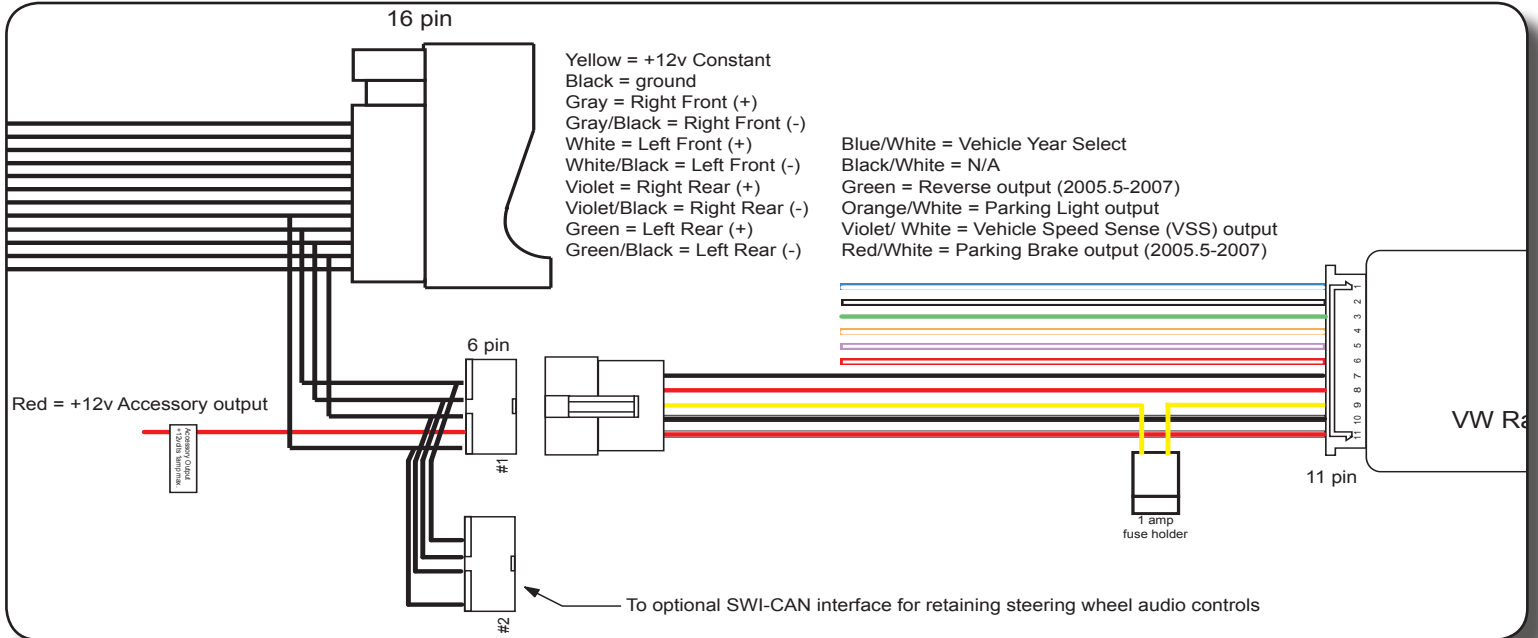 16 pin
Yellow = +12v Constant
Black = ground
Gray = Right Front (+)
Gray/Black = Right Front (-)
White = Left Front (+)
White/Black = Left Front (-)
Violet = Right Rear (+)
Violet/Black = Right Rear (-)
Green = Left Rear (+)
Green/Black = Left Rear (-)
Blue/White = Vehicle Year Select
Black/White = N/A
Green = Reverse output (2005.5-2007)
Orange/White = Parking Light output
Violet/ White = Vehicle Speed Sense (VSS) output
Red/White = Parking Brake output (2005.5-2007)
1
2
3
4
5
6
7
8
9
10
11
6 pin
Red = +12v Accessory output
Accessory Output
+12volts 1amp max.
#1
VW Ra
11 pin
1 amp
fuse holder
#2
To optional SWI-CAN interface for retaining steering wheel audio controls